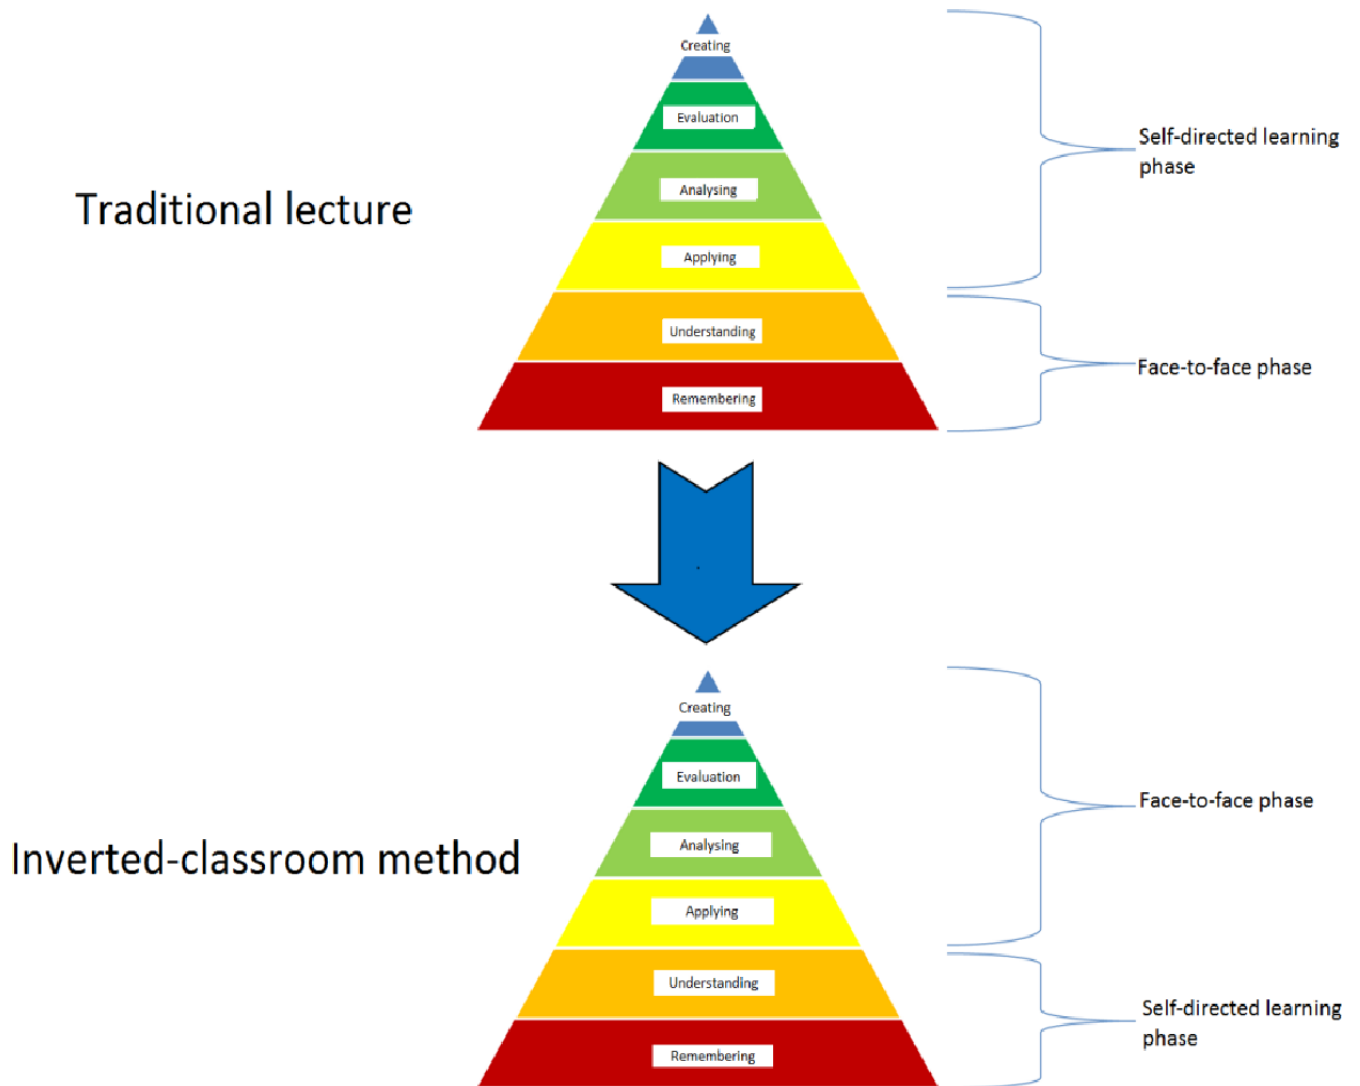 Creating
Evaluation
Self-directed learning
phase
Analysing
Traditional lecture
Applying
Understanding
Face-to-face phase
Remembering
Creating
Evaluation
Face-to-face phase
Analysing
Inverted-classroom method
Applying
Understanding
Self-directed learning
phase
Remembering